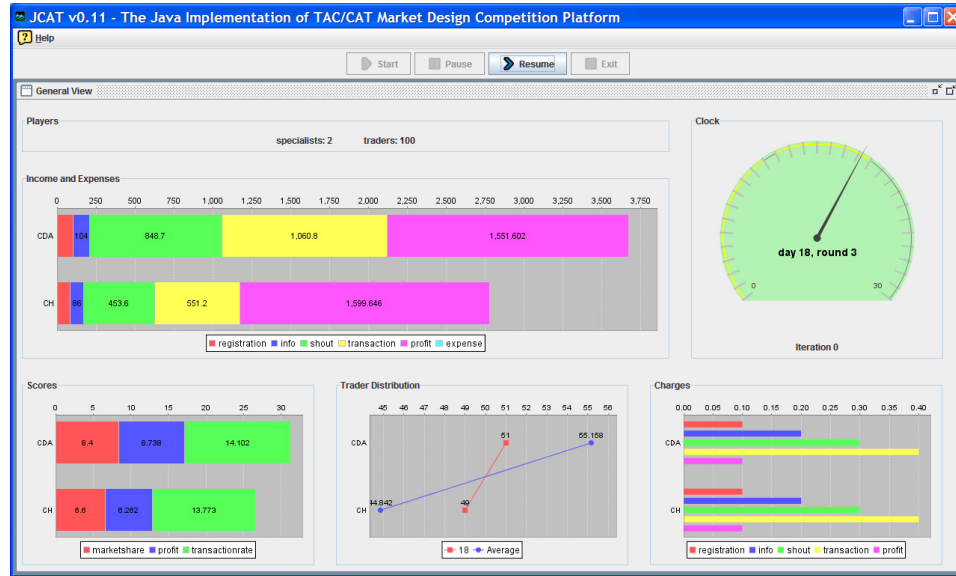 JCAT v0.11 - The Java Implementation of TAC/CAT Market Design Competition Platform
Help
Start Pause Resume Exit
General View
Players
specialists: 2 traders: 100
Clock
day 18, round 3
0 30
Iteration 0
Income and Expenses
0 250 500 750 1,000 1,250 1,500 1,750 2,000 2,250 2,500 2,750 3,000 3,250 3,500 3,750
CDA 104 848.7 1,060.8 1,551.602
CH 86 453.6 551.2 1,599.646
registration info shout transaction profit expense
Scores
0 5 10 15 20 25 30
CDA 8.4 8.738 14.102
CH 6.6 6.262 13.773
marketshare profit transactionrate
Trader Distribution
45 46 47 48 49 50 51 52 53 54 55 56
CDA 51 55.158
CH 44.842 49
18 Average
Charges
0.00 0.05 0.10 0.15 0.20 0.25 0.30 0.35 0.40
CDA
CH
registration info shout transaction profit